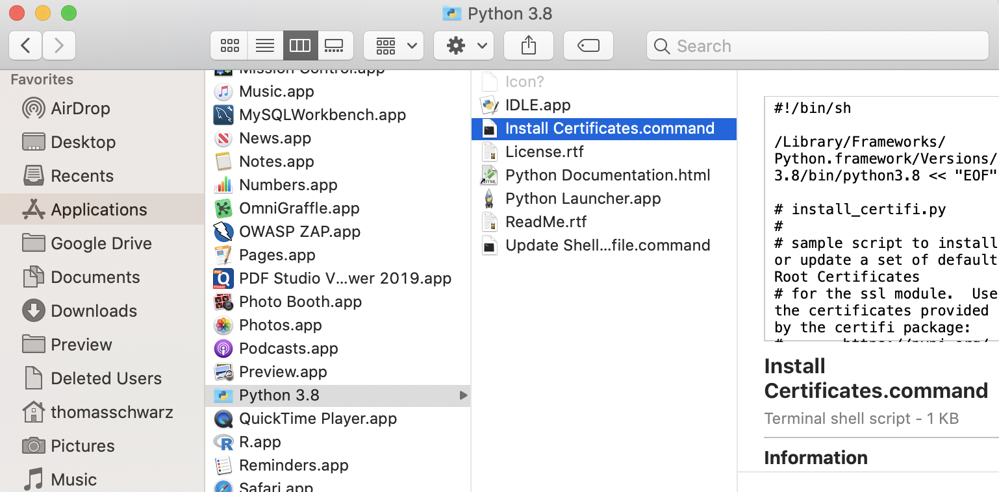 Python 3.8
Search
Favorites
AirDrop
Desktop
Recents
Applications
Google Drive
Documents
Downloads
Preview
Deleted Users
thomasschwarz
Pictures
Music
Mission Control.app
Music.app
MySQLWorkbench.app
News.app
Notes.app
Numbers.app
OmniGraffle.app
OWASP ZAP.app
Pages.app
PDF Studio V...wer 2019.app
Photo Booth.app
Photos.app
Podcasts.app
Preview.app
Python 3.8
QuickTime Player.app
R.app
Reminders.app
Safari.app
Icon?
IDLE.app
Install Certificates.command
License.rtf
Python Documentation.html
Python Launcher.app
ReadMe.rtf
Update Shell...file.command
#!/bin/sh
/Library/Frameworks/
Python.framework/Versions/
3.8/bin/python3.8 << "EOF"
# install_certifi.py
#
# sample script to install
or update a set of default
Root Certificates
# for the ssl module.  Use
the certificates provided
by the certifi package:
#       https://pypi.org/
Install
Certificates.command
Terminal shell script - 1 KB
Information